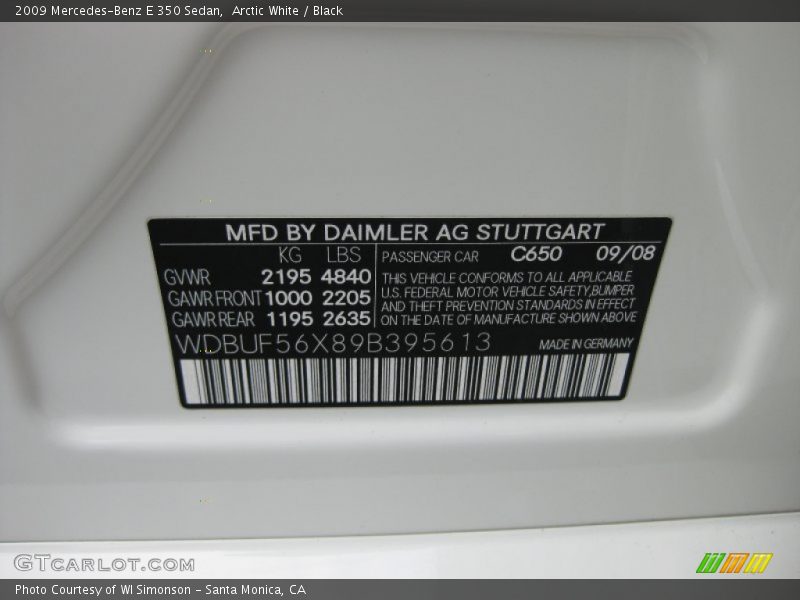 2009 Mercedes-Benz E 350 Sedan, Arctic White / Black
MFD BY DAIMLER AG STUTTGART
KG LBS
GVWR 2195 4840
GAWR FRONT 1000 2205
GAWR REAR 1195 2635
PASSENGER CAR C650 09/08
THIS VEHICLE CONFORMS TO ALL APPLICABLE
U.S. FEDERAL MOTOR VEHICLE SAFETY, BUMPER
AND THEFT PREVENTION STANDARDS IN EFFECT
ON THE DATE OF MANUFACTURE SHOWN ABOVE
WDBUF56X89B395613 MADE IN GERMANY
GTCARLOT.COM
Photo Courtesy of WI Simonson - Santa Monica, CA